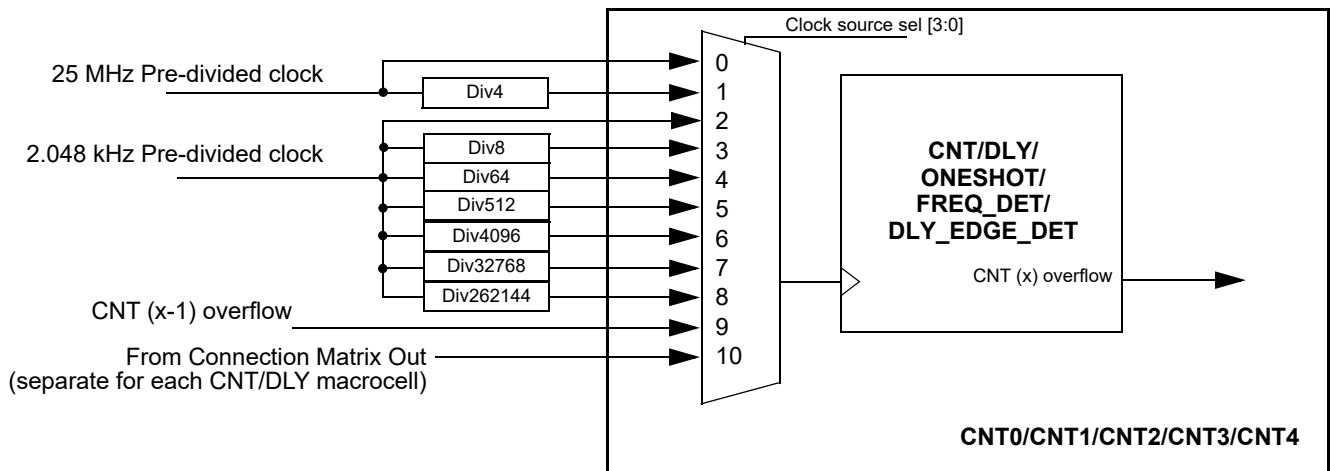 Clock source sel [3:0]
25 MHz Pre-divided clock
Div4
2.048 kHz Pre-divided clock
Div8
Div64
Div512
Div4096
Div32768
Div262144
CNT (x-1) overflow
From Connection Matrix Out
(separate for each CNT/DLY macrocell)
0
1
2
3
4
5
6
7
8
9
10
CNT/DLY/
ONESHOT/
FREQ_DET/
DLY_EDGE_DET
CNT (x) overflow
CNT0/CNT1/CNT2/CNT3/CNT4